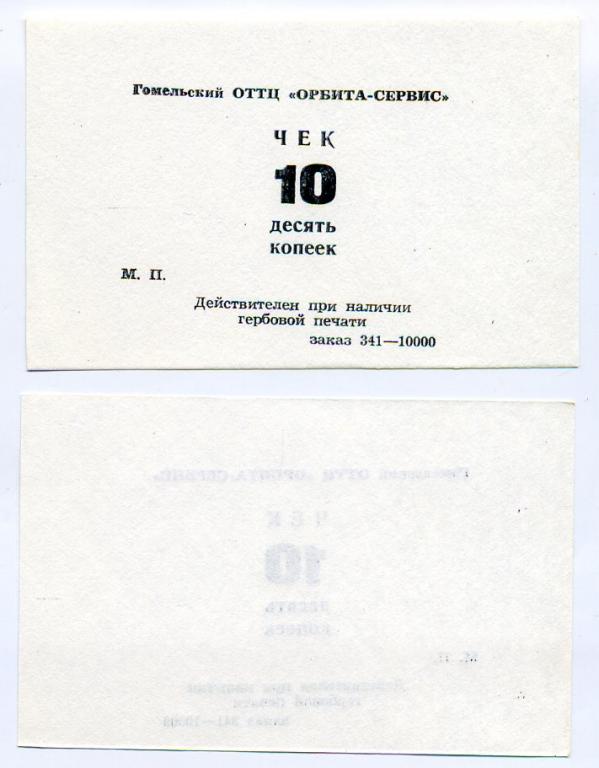 Гомельский ОТТЦ «ОРБИТА-СЕРВИС»
ЧЕК
10
десять
копеек
М. П.
Действителен при наличии
гербовой печати
заказ 341—10000